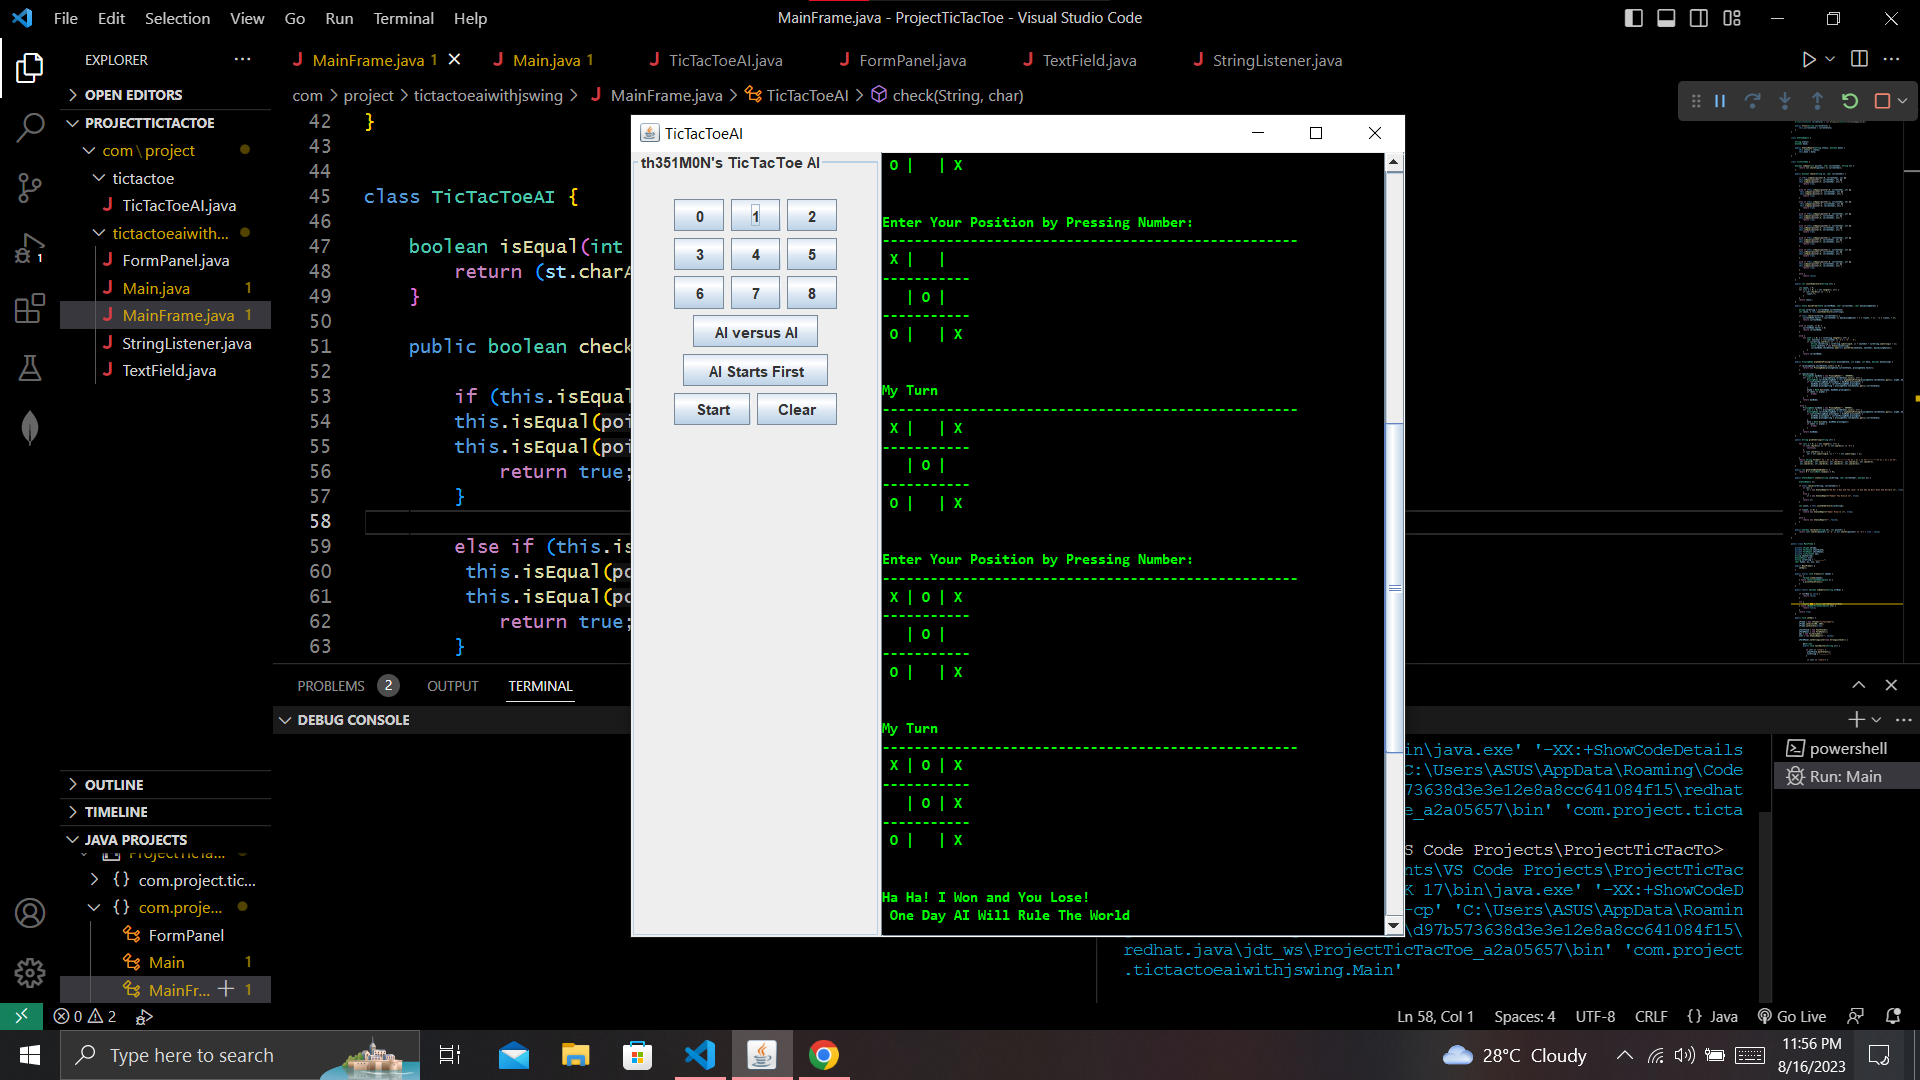 File Edit Selection View Go Run Terminal Help
MainFrame.java - ProjectTicTacToe - Visual Studio Code
EXPLORER
OPEN EDITORS
PROJECTTICTACTOE
com\project
tictactoe
TicTacToeAI.java
tictactoeaiwith...
FormPanel.java
Main.java 1
MainFrame.java 1
StringListener.java
TextField.java
OUTLINE
TIMELINE
JAVA PROJECTS
ProjectTicTa...
com.project.tic...
com.proje...
FormPanel
Main 1
MainFr... 1
MainFrame.java 1
Main.java 1
TicTacToeAI.java
FormPanel.java
TextField.java
StringListener.java
com > project > tictactoeaiwithjswing > MainFrame.java > TicTacToeAI > check(String, char)
42 }
43
44
45 class TicTacToeAI {
46
47 boolean isEqual(int
48 return (st.charA
49 }
50
51 public boolean check
52
53 if (this.isEqual
54 this.isEqual(poi
55 this.isEqual(poi
56 return true;
57 }
58
59 else if (this.is
60 this.isEqual(po
61 this.isEqual(po
62 return true;
63 }
TicTacToeAI
th351M0N's TicTacToe AI
0 1 2
3 4 5
6 7 8
AI versus AI
AI Starts First
Start Clear
O | | X
Enter Your Position by Pressing Number:
----------------------------------------------------
X | |
-----------
| O |
-----------
O | | X
My Turn
----------------------------------------------------
X | | X
-----------
| O |
-----------
O | | X
Enter Your Position by Pressing Number:
----------------------------------------------------
X | O | X
-----------
| O |
-----------
O | | X
My Turn
----------------------------------------------------
X | O | X
-----------
| O | X
-----------
O | | X
Ha Ha! I Won and You Lose!
One Day AI Will Rule The World
PROBLEMS 2 OUTPUT TERMINAL
DEBUG CONSOLE
in\java.exe' '-XX:+ShowCodeDetails
C:\Users\ASUS\AppData\Roaming\Code
73638d3e3e12e8a8cc641084f15\redhat
e_a2a05657\bin' 'com.project.ticta
S Code Projects\ProjectTicTacTo>
nts\VS Code Projects\ProjectTicTac
K 17\bin\java.exe' '-XX:+ShowCodeD
-cp' 'C:\Users\ASUS\AppData\Roamin
\d97b573638d3e3e12e8a8cc641084f15\
redhat.java\jdt_ws\ProjectTicTacToe_a2a05657\bin' 'com.project
.tictactoeaiwithjswing.Main'
powershell
Run: Main
0 2
Ln 58, Col 1 Spaces: 4 UTF-8 CRLF {} Java Go Live
Type here to search
28°C Cloudy
11:56 PM
8/16/2023